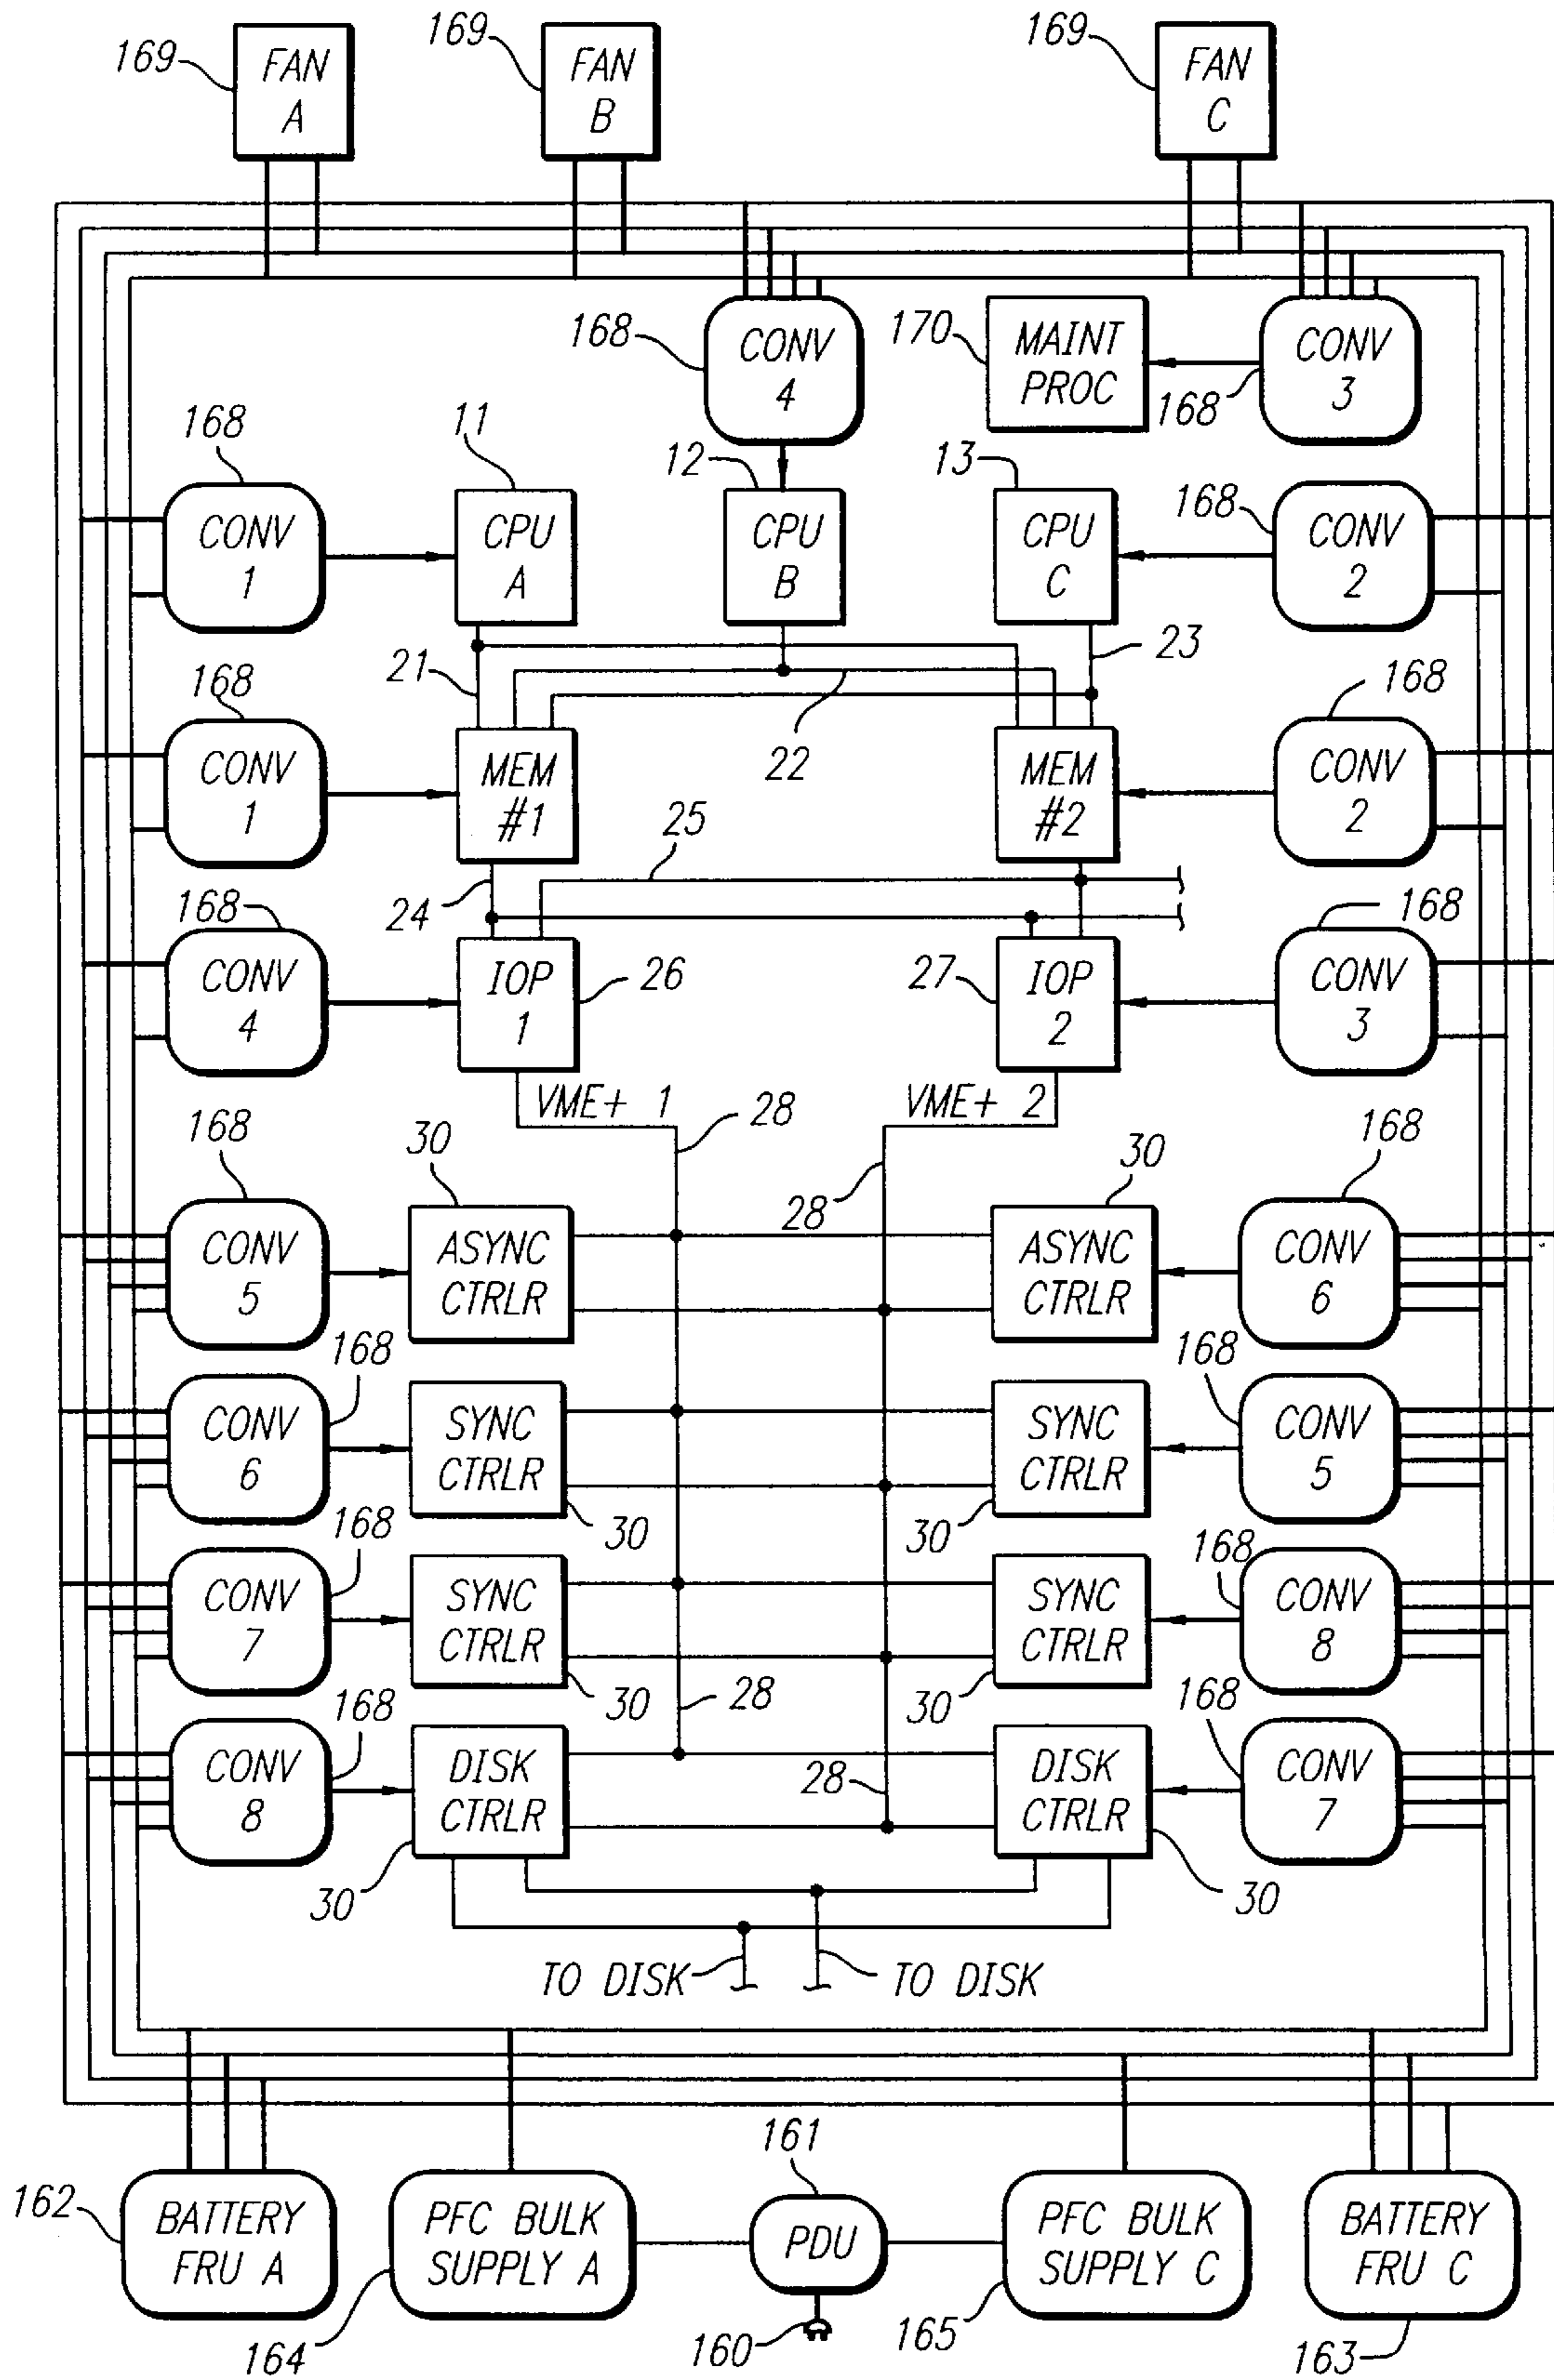 169
FAN
A
169
FAN
B
169
FAN
C
168
CONV
4
170
MAINT
PROC
168
CONV
3
168
CONV
1
11
CPU
A
12
CPU
B
13
CPU
C
168
CONV
2
21
22
23
168
CONV
1
MEM
#1
MEM
#2
168
CONV
2
24
25
168
CONV
4
IOP
1
26
27
IOP
2
168
CONV
3
VME+ 1
28
VME+ 2
28
168
CONV
5
30
ASYNC
CTRLR
30
ASYNC
CTRLR
168
CONV
6
168
CONV
6
SYNC
CTRLR
30
SYNC
CTRLR
30
168
CONV
5
168
CONV
7
SYNC
CTRLR
30
SYNC
CTRLR
30
168
CONV
8
28
168
CONV
8
DISK
CTRLR
30
28
DISK
CTRLR
30
168
CONV
7
TO DISK
TO DISK
162
BATTERY
FRU A
164
PFC BULK
SUPPLY A
161
PDU
160
165
PFC BULK
SUPPLY C
163
BATTERY
FRU C